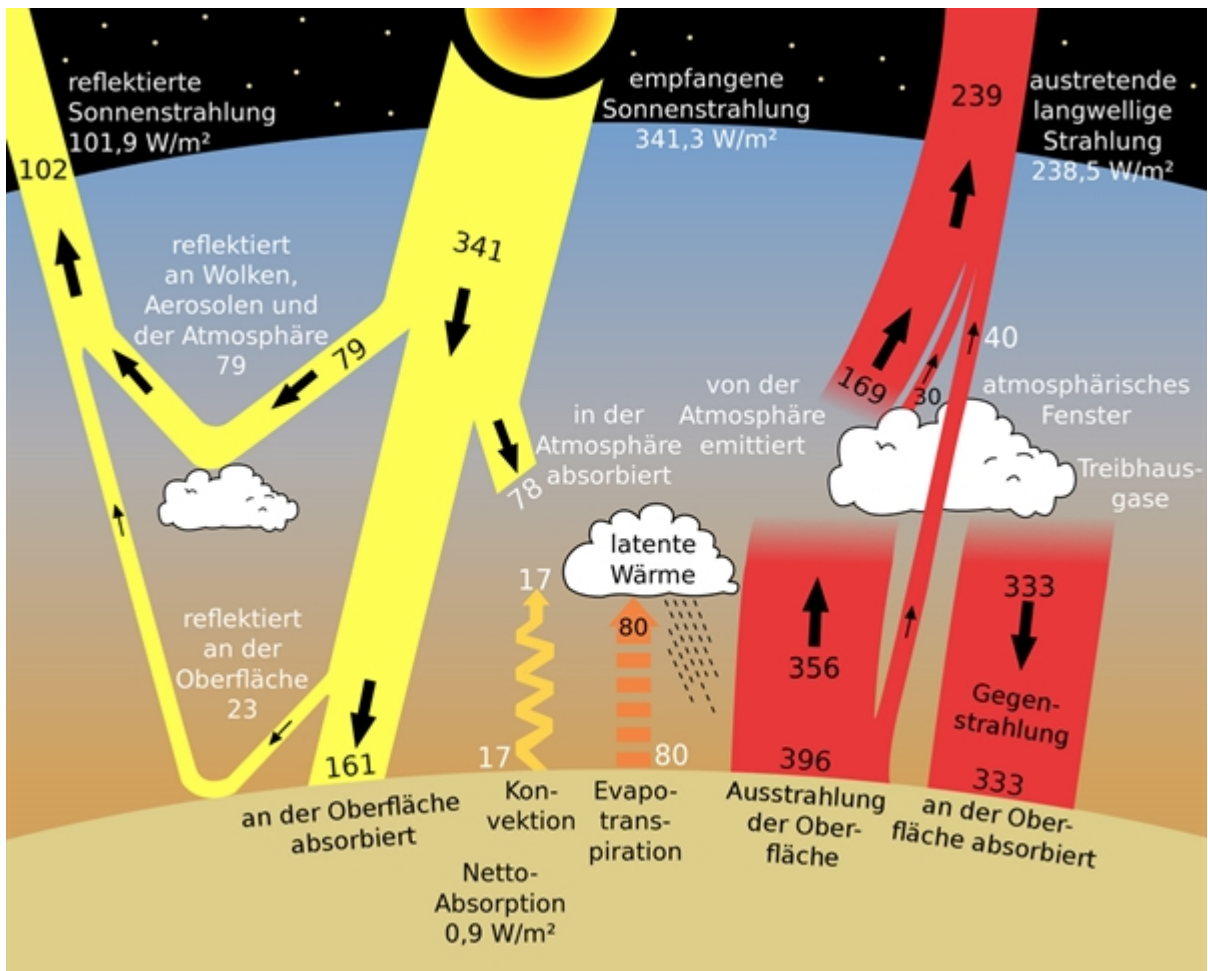 reflektierte
Sonnenstrahlung
101,9 W/m²
102
empfangene
Sonnenstrahlung
341,3 W/m²
239
austretende
langwellige
Strahlung
238,5 W/m²
reflektiert
an Wolken,
Aerosolen und
der Atmosphäre
79
79
341
78
in der
Atmosphäre
absorbiert
von der
Atmosphäre
emittiert
169
30
40
atmosphärisches
Fenster
Treibhaus-
gase
latente
Wärme
reflektiert
an der
Oberfläche
23
161
an der Oberfläche
absorbiert
17
17
Kon-
vektion
80
80
Evapo-
trans-
piration
356
396
Ausstrahlung
der Ober-
fläche
333
Gegen-
strahlung
333
an der Ober-
fläche absorbiert
Netto-
Absorption
0,9 W/m²